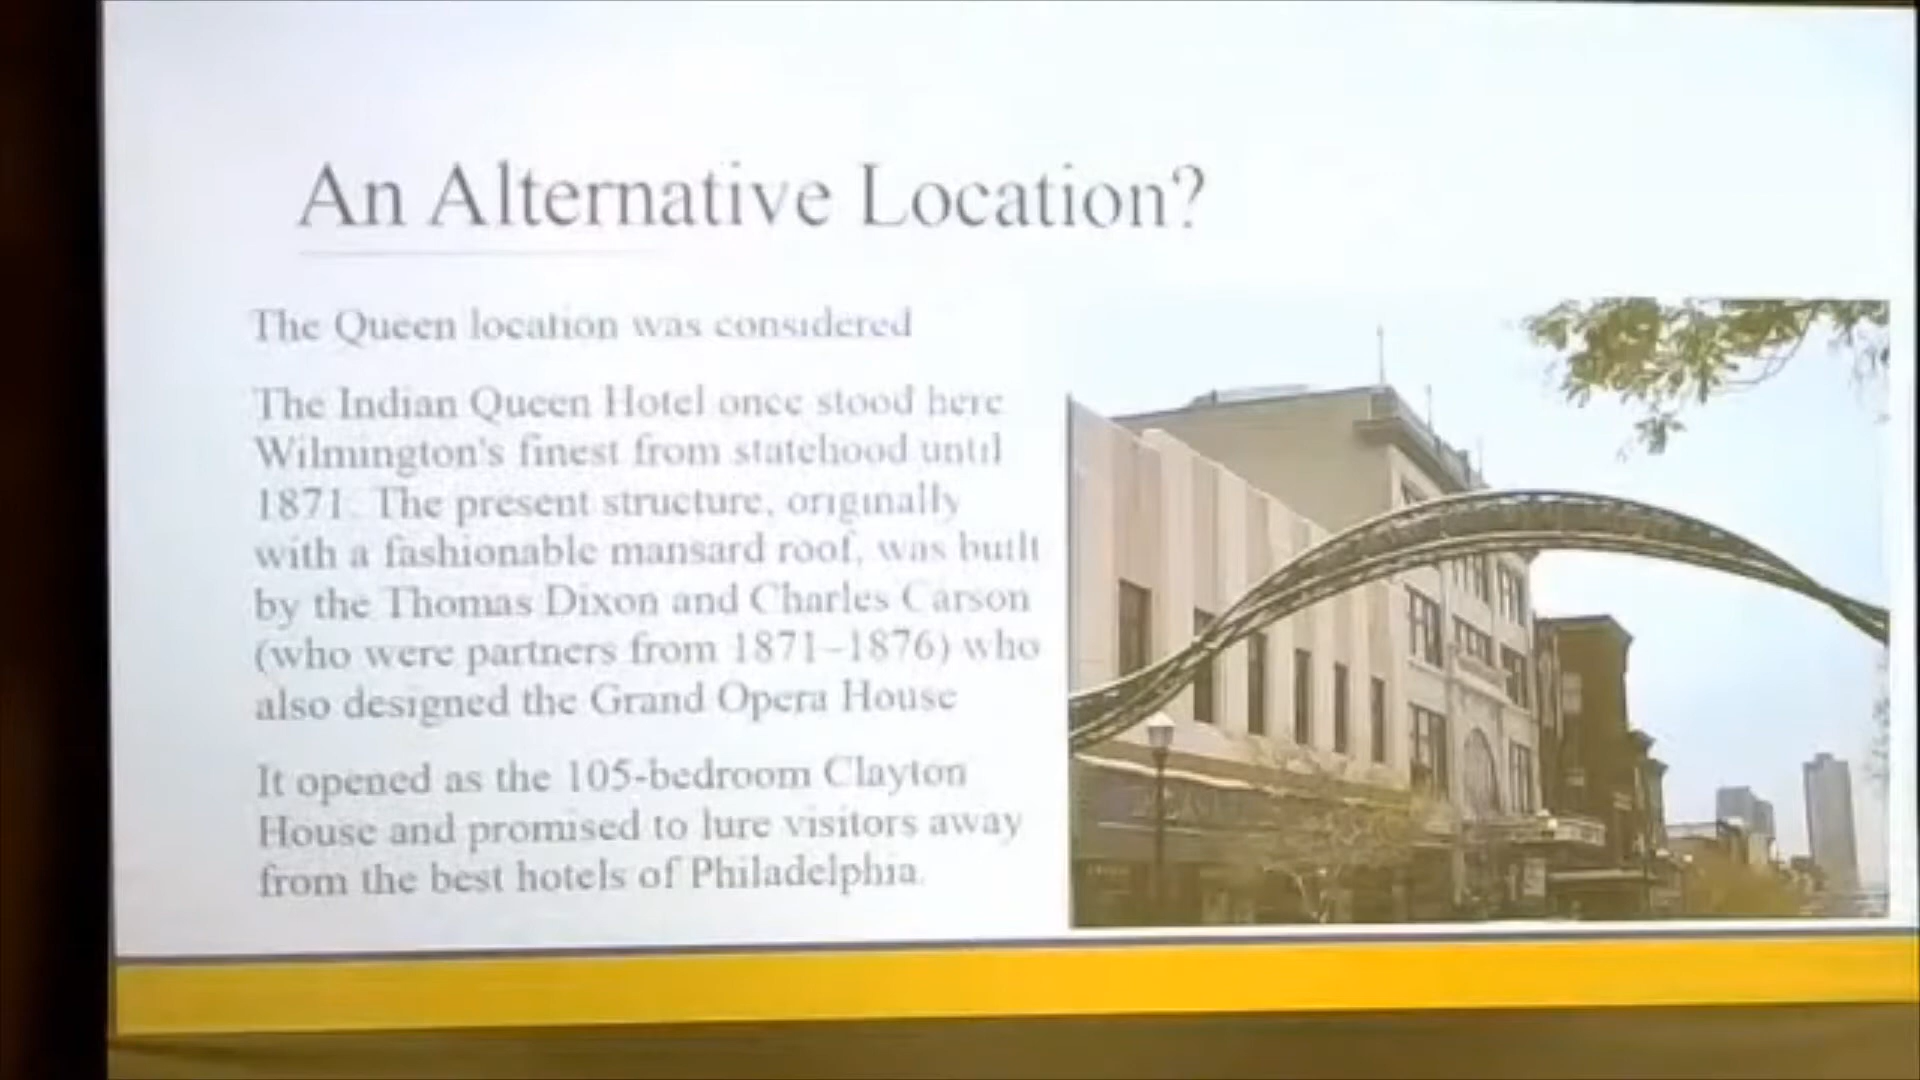 An Alternative Location?
The Queen location was considered
The Indian Queen Hotel once stood here
Wilmington's finest from statehood until
1871. The present structure, originally
with a fashionable mansard roof, was built
by the Thomas Dixon and Charles Carson
(who were partners from 1871–1876) who
also designed the Grand Opera House
It opened as the 105-bedroom Clayton
House and promised to lure visitors away
from the best hotels of Philadelphia.